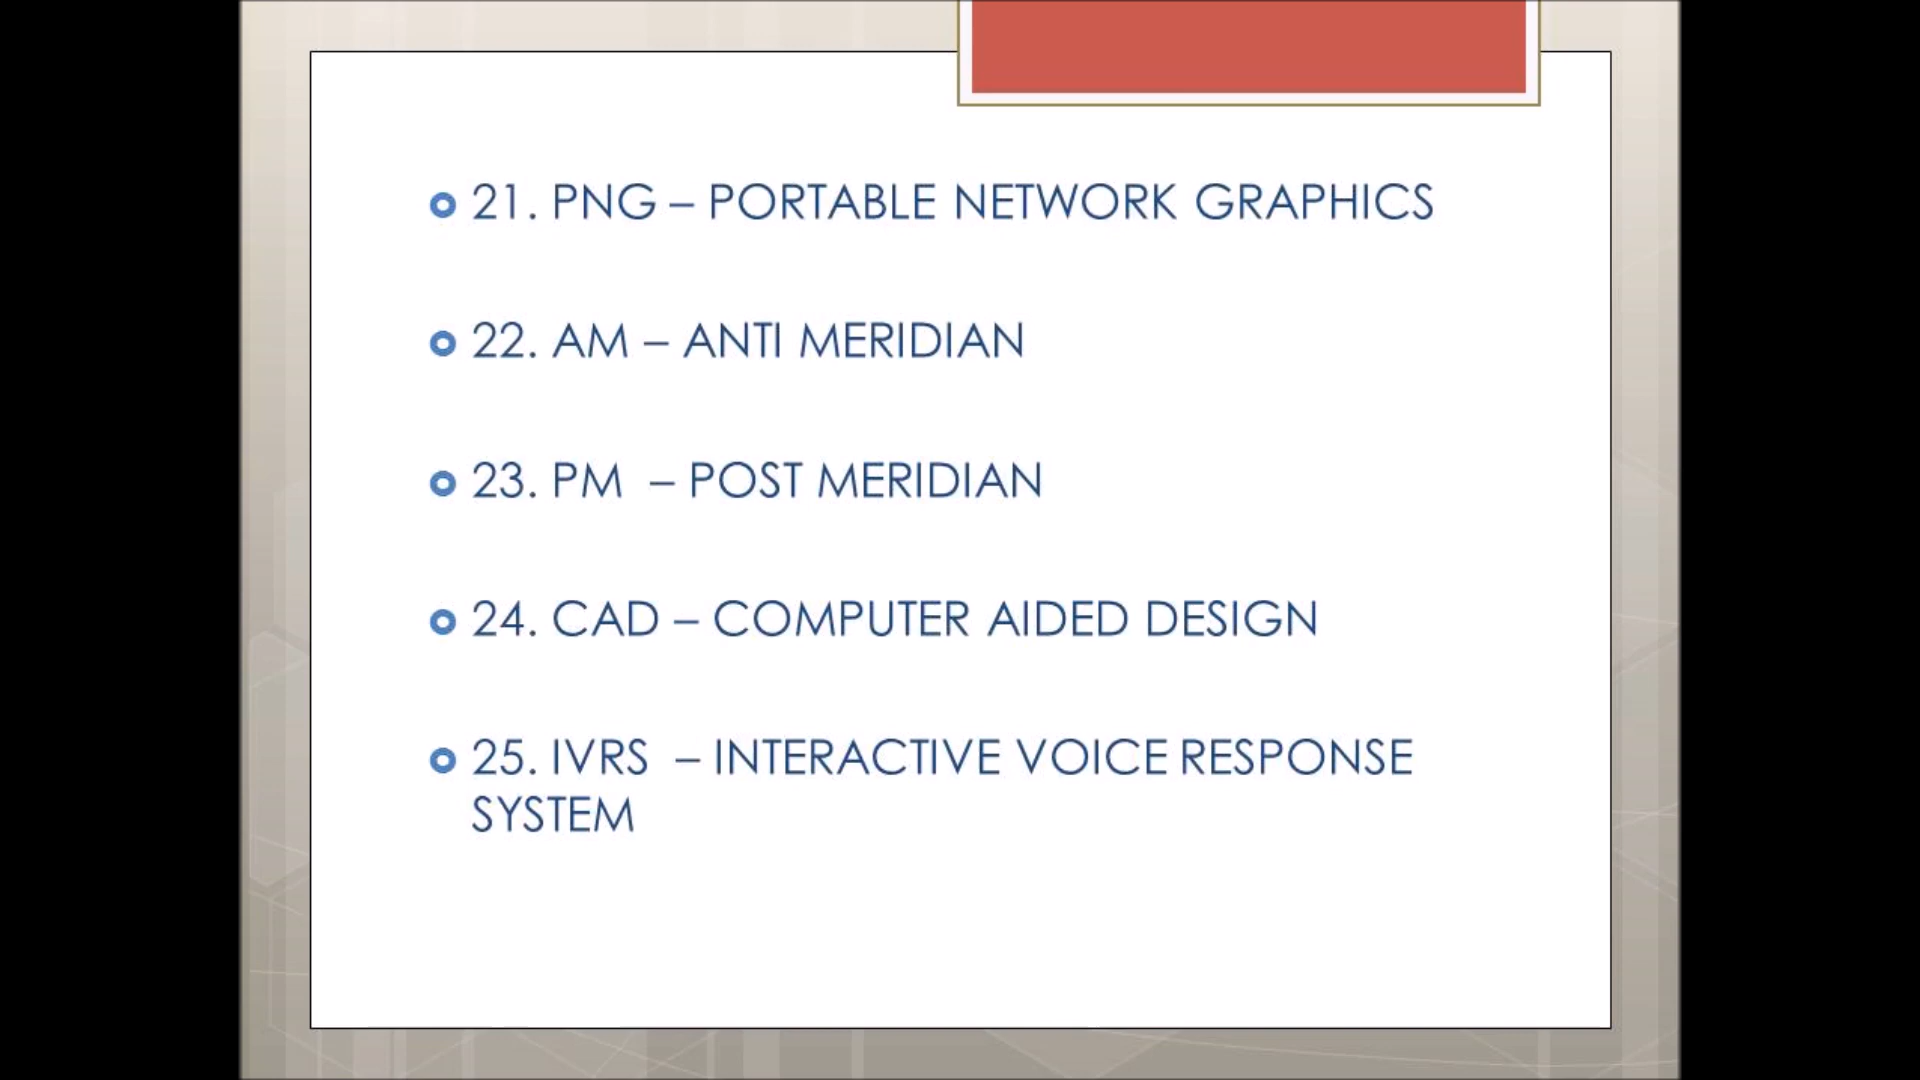 21. PNG – PORTABLE NETWORK GRAPHICS
22. AM – ANTI MERIDIAN
23. PM – POST MERIDIAN
24. CAD – COMPUTER AIDED DESIGN
25. IVRS – INTERACTIVE VOICE RESPONSE
SYSTEM